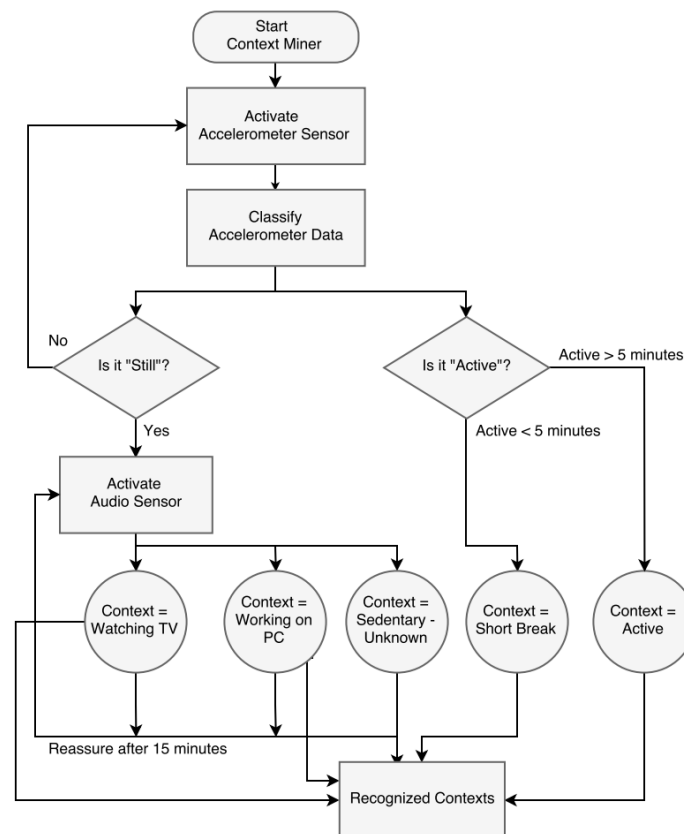 Start
Context Miner
Activate
Accelerometer Sensor
Classify
Accelerometer Data
No
Is it "Still"?
Is it "Active"?
Active > 5 minutes
Yes
Active < 5 minutes
Activate
Audio Sensor
Context =
Watching TV
Context =
Working on
PC
Context =
Sedentary -
Unknown
Context =
Short Break
Context =
Active
Reassure after 15 minutes
Recognized Contexts